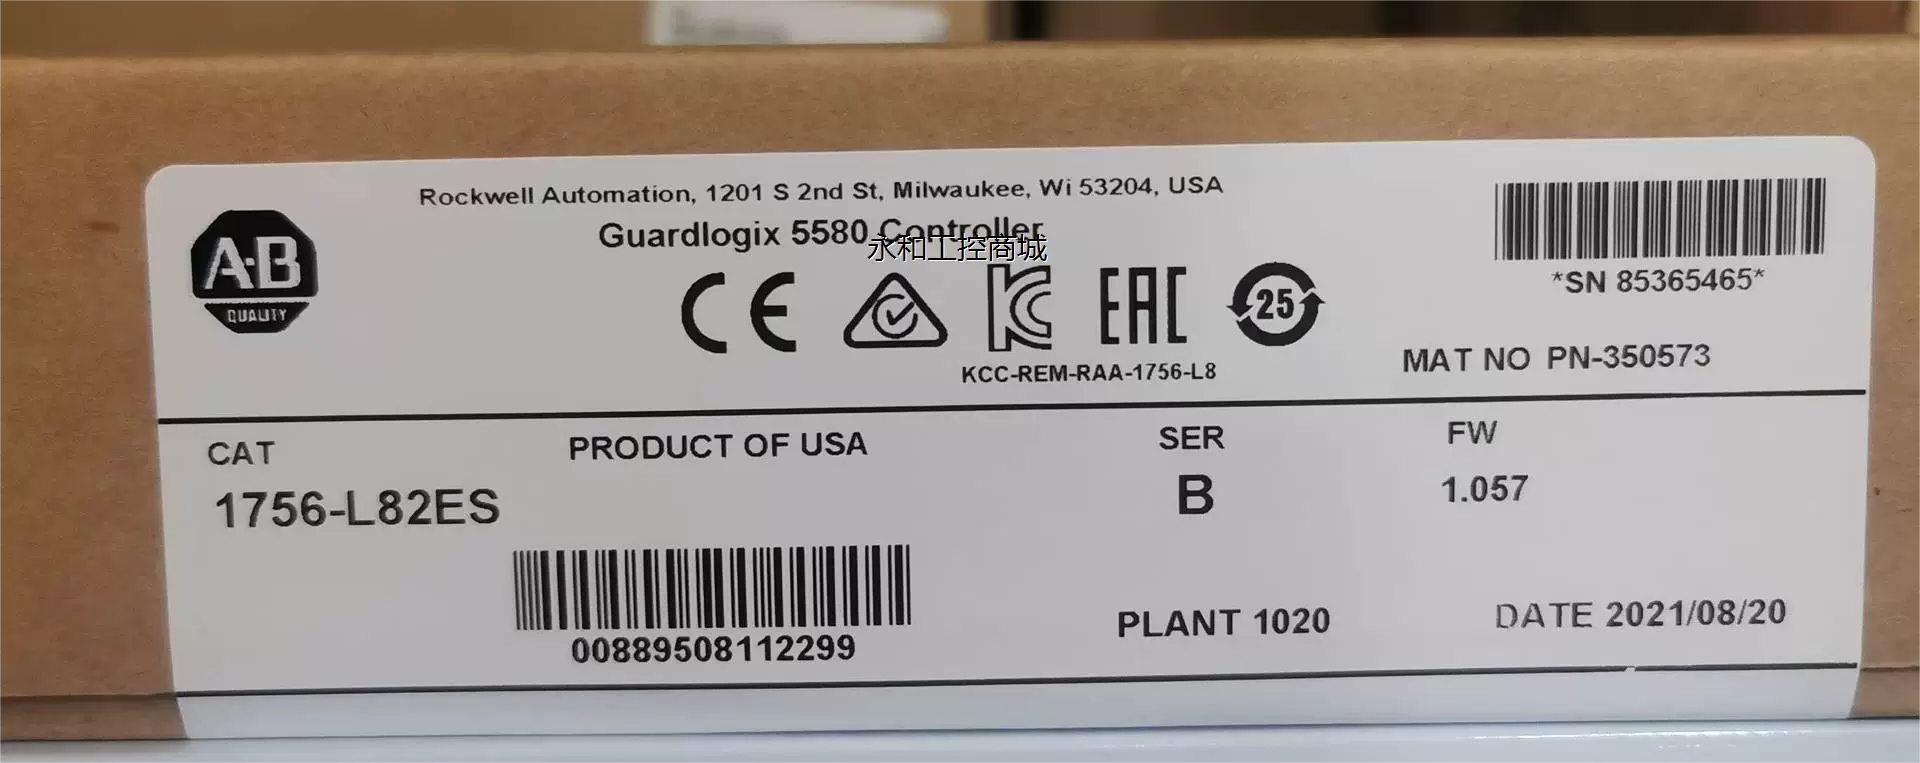 Rockwell Automation, 1201 S 2nd St, Milwaukee, Wi 53204, USA
Guardlogix 5580 Controller
永和工控商城
A·B
QUALITY
CE
KC
EAC
25
KCC-REM-RAA-1756-L8
*SN 85365465*
MAT NO PN-350573
CAT
PRODUCT OF USA
SER
FW
1756-L82ES
B
1.057
00889508112299
PLANT 1020
DATE 2021/08/20